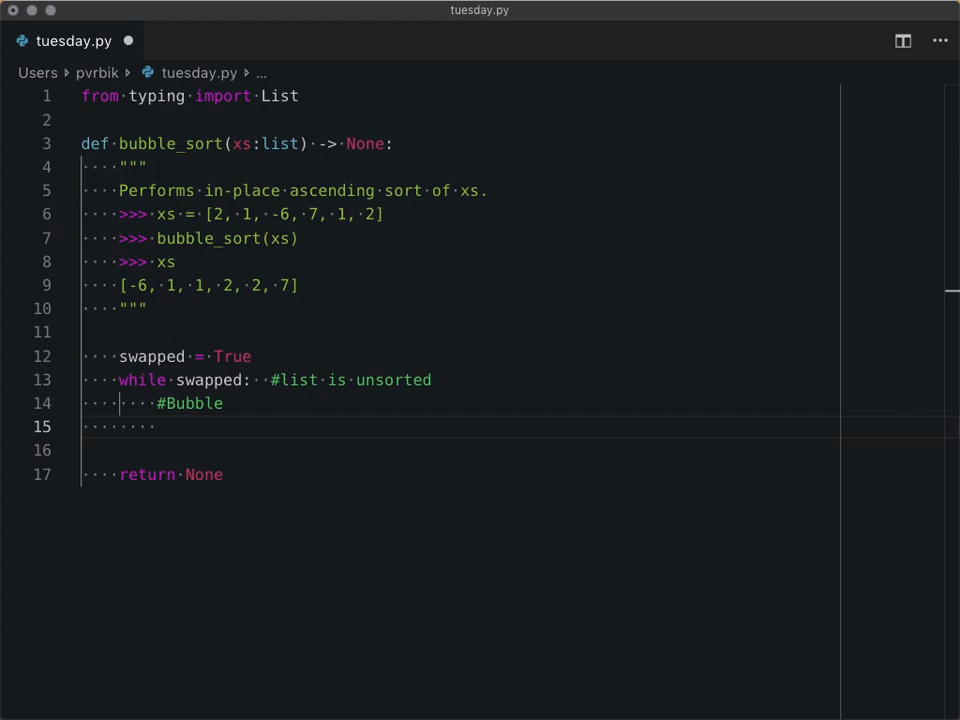 tuesday.py
tuesday.py
Users pvrbik tuesday.py ...
1 from typing import List
2
3 def bubble_sort(xs:list) -> None:
4 """
5 Performs in-place ascending sort of xs.
6 >>> xs = [2, 1, -6, 7, 1, 2]
7 >>> bubble_sort(xs)
8 >>> xs
9 [-6, 1, 1, 2, 2, 7]
10 """
11
12 swapped = True
13 while swapped:  #list is unsorted
14 #Bubble
15
16
17 return None